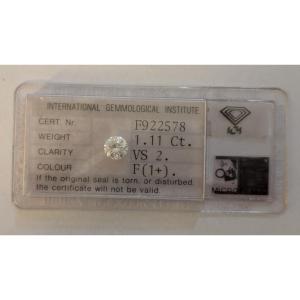 INTERNATIONAL GEMMOLOGICAL INSTITUTE
CERT. Nr. F922578
WEIGHT 1.11 Ct.
CLARITY VS 2.
COLOUR F(1+).
If the original seal is torn, or disturbed,
the certificate will not be valid.